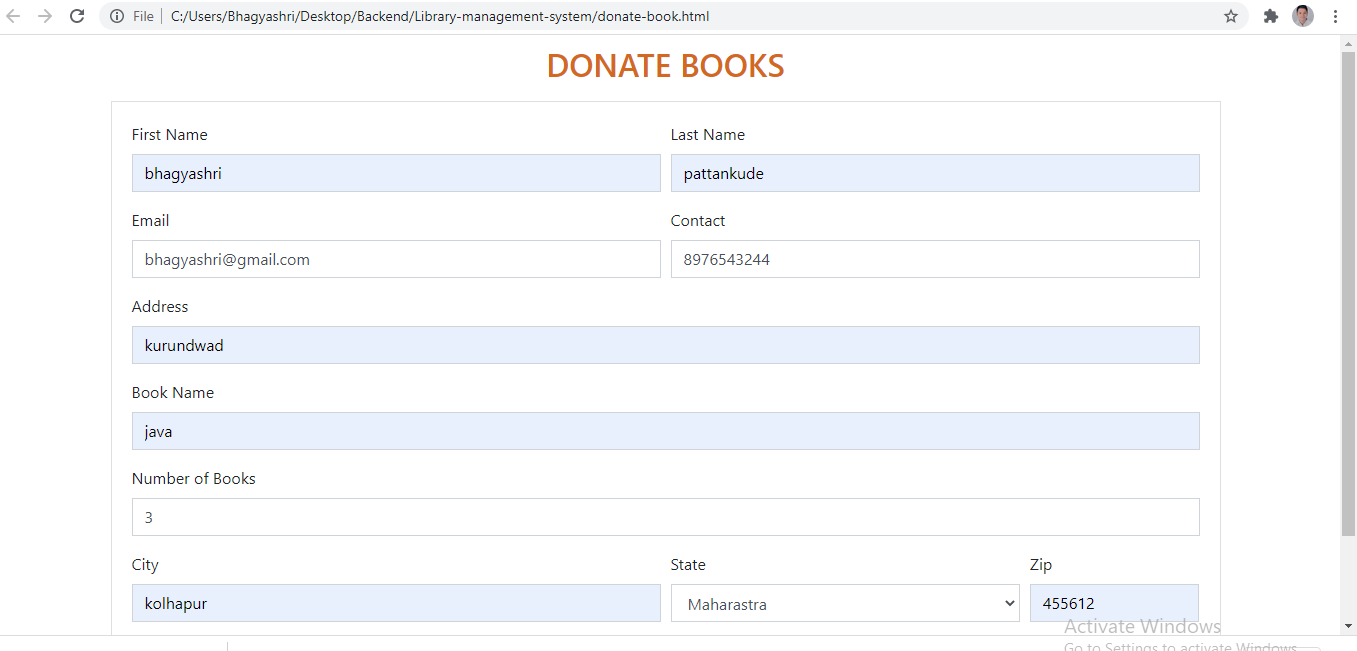 File C:/Users/Bhagyashri/Desktop/Backend/Library-management-system/donate-book.html
DONATE BOOKS
First Name Last Name
bhagyashri pattankude
Email Contact
bhagyashri@gmail.com 8976543244
Address
kurundwad
Book Name
java
Number of Books
3
City State Zip
kolhapur Maharastra 455612
Activate Windows
Go to Settings to activate Windows.